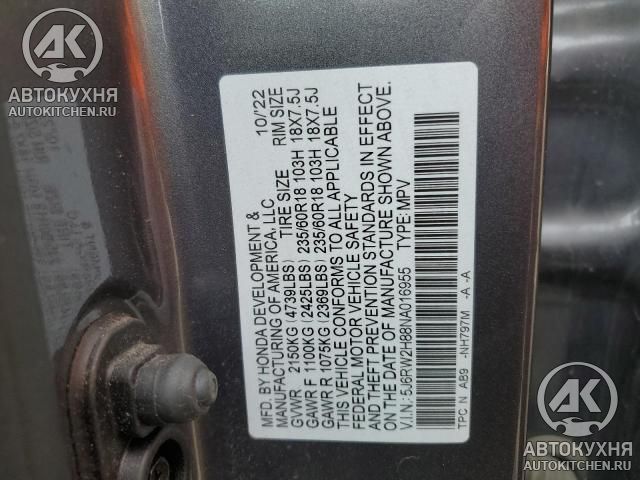 MFD. BY HONDA DEVELOPMENT & 10/22
MANUFACTURING OF AMERICA, LLC TIRE SIZE RIM SIZE
GVWR 2150KG (4739LBS)
GAWR F 1100KG (2425LBS) 235/60R18 103H 18X7.5J
GAWR R 1075KG (2369LBS) 235/60R18 103H 18X7.5J
THIS VEHICLE CONFORMS TO ALL APPLICABLE
FEDERAL MOTOR VEHICLE SAFETY
AND THEFT PREVENTION STANDARDS IN EFFECT
ON THE DATE OF MANUFACTURE SHOWN ABOVE.
V.I.N.: 5J6RW2H88NA016955 TYPE: MPV
TPC N AB9 -NH797M -A -A
АК
АВТОКУХНЯ
AUTOKITCHEN.RU
АК
АВТОКУХНЯ
AUTOKITCHEN.RU